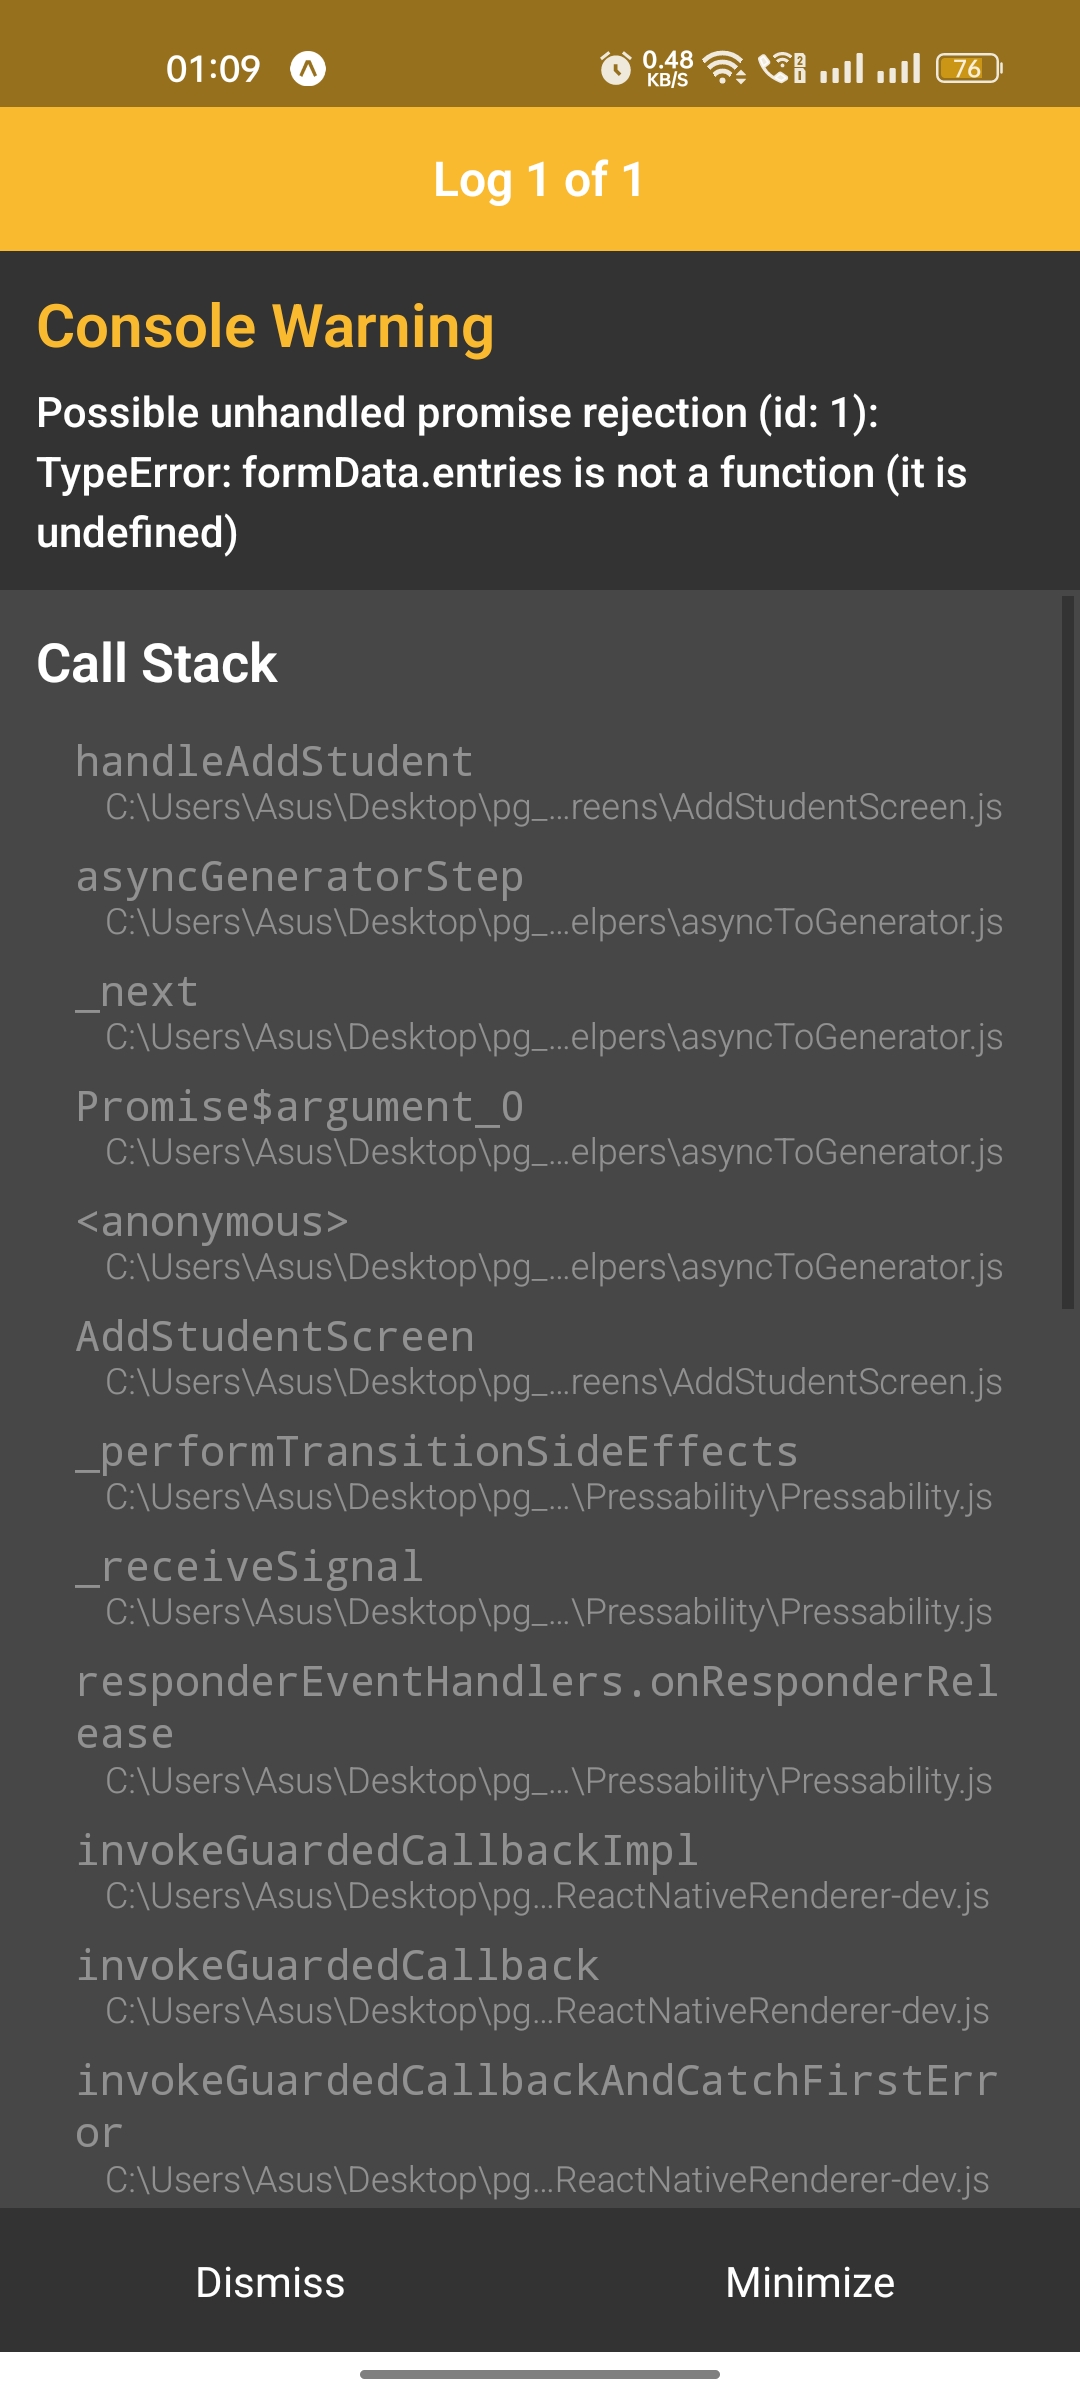 01:09
0.48
KB/S
2
1
76
Log 1 of 1
Console Warning
Possible unhandled promise rejection (id: 1):
TypeError: formData.entries is not a function (it is
undefined)
Call Stack
handleAddStudent
C:\Users\Asus\Desktop\pg_...reens\AddStudentScreen.js
asyncGeneratorStep
C:\Users\Asus\Desktop\pg_...elpers\asyncToGenerator.js
_next
C:\Users\Asus\Desktop\pg_...elpers\asyncToGenerator.js
Promise$argument_0
C:\Users\Asus\Desktop\pg_...elpers\asyncToGenerator.js
<anonymous>
C:\Users\Asus\Desktop\pg_...elpers\asyncToGenerator.js
AddStudentScreen
C:\Users\Asus\Desktop\pg_...reens\AddStudentScreen.js
_performTransitionSideEffects
C:\Users\Asus\Desktop\pg_...\Pressability\Pressability.js
_receiveSignal
C:\Users\Asus\Desktop\pg_...\Pressability\Pressability.js
responderEventHandlers.onResponderRel
ease
C:\Users\Asus\Desktop\pg_...\Pressability\Pressability.js
invokeGuardedCallbackImpl
C:\Users\Asus\Desktop\pg...ReactNativeRenderer-dev.js
invokeGuardedCallback
C:\Users\Asus\Desktop\pg...ReactNativeRenderer-dev.js
invokeGuardedCallbackAndCatchFirstErr
or
C:\Users\Asus\Desktop\pg...ReactNativeRenderer-dev.js
Dismiss
Minimize